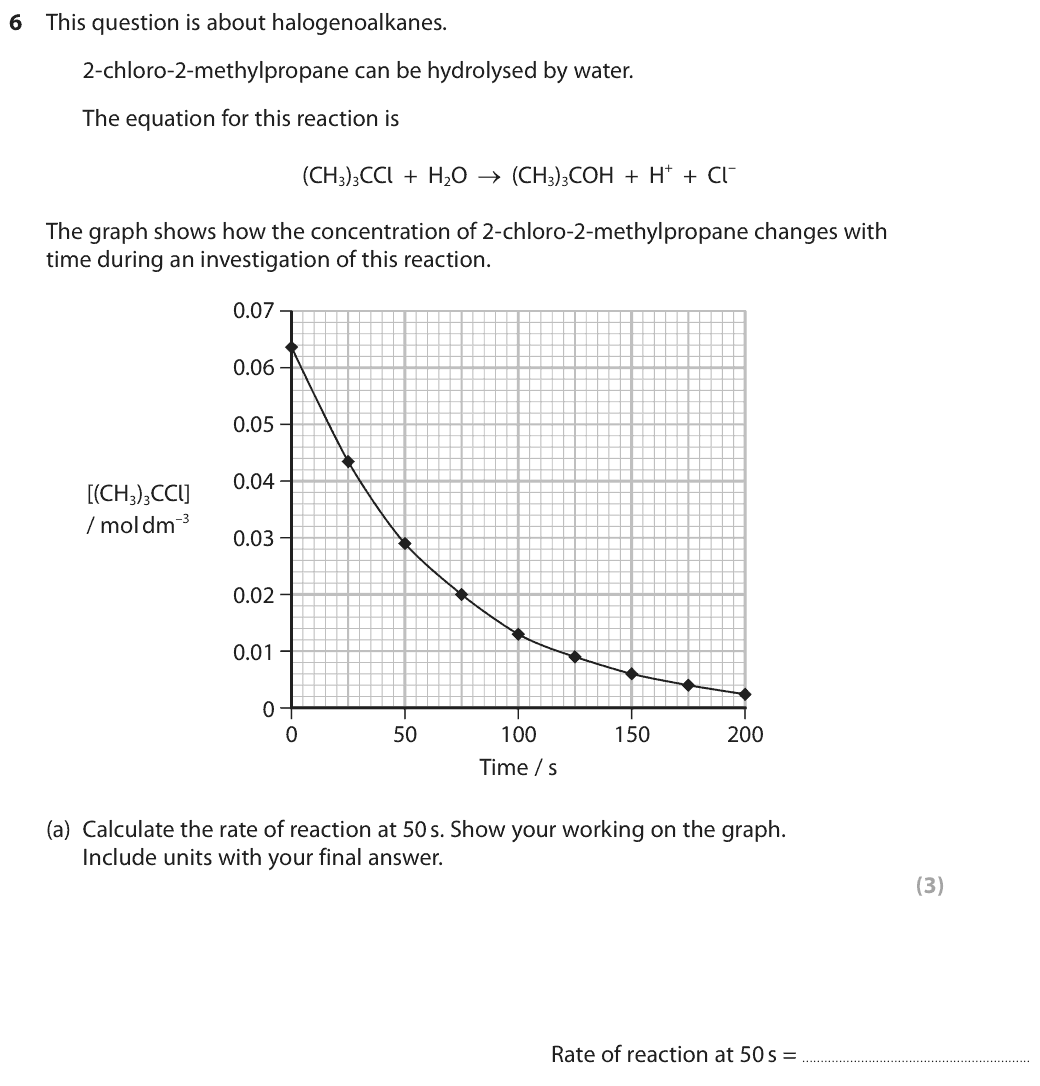 6 This question is about halogenoalkanes.
2-chloro-2-methylpropane can be hydrolysed by water.
The equation for this reaction is
(CH₃)₃CCl + H₂O → (CH₃)₃COH + H⁺ + Cl⁻
The graph shows how the concentration of 2-chloro-2-methylpropane changes with
time during an investigation of this reaction.
0.07
0.06
0.05
0.04
[(CH₃)₃CCl]
/ mol dm⁻³
0.03
0.02
0.01
0
0 50 100 150 200
Time / s
(a) Calculate the rate of reaction at 50 s. Show your working on the graph.
Include units with your final answer.
(3)
Rate of reaction at 50 s = ........................................